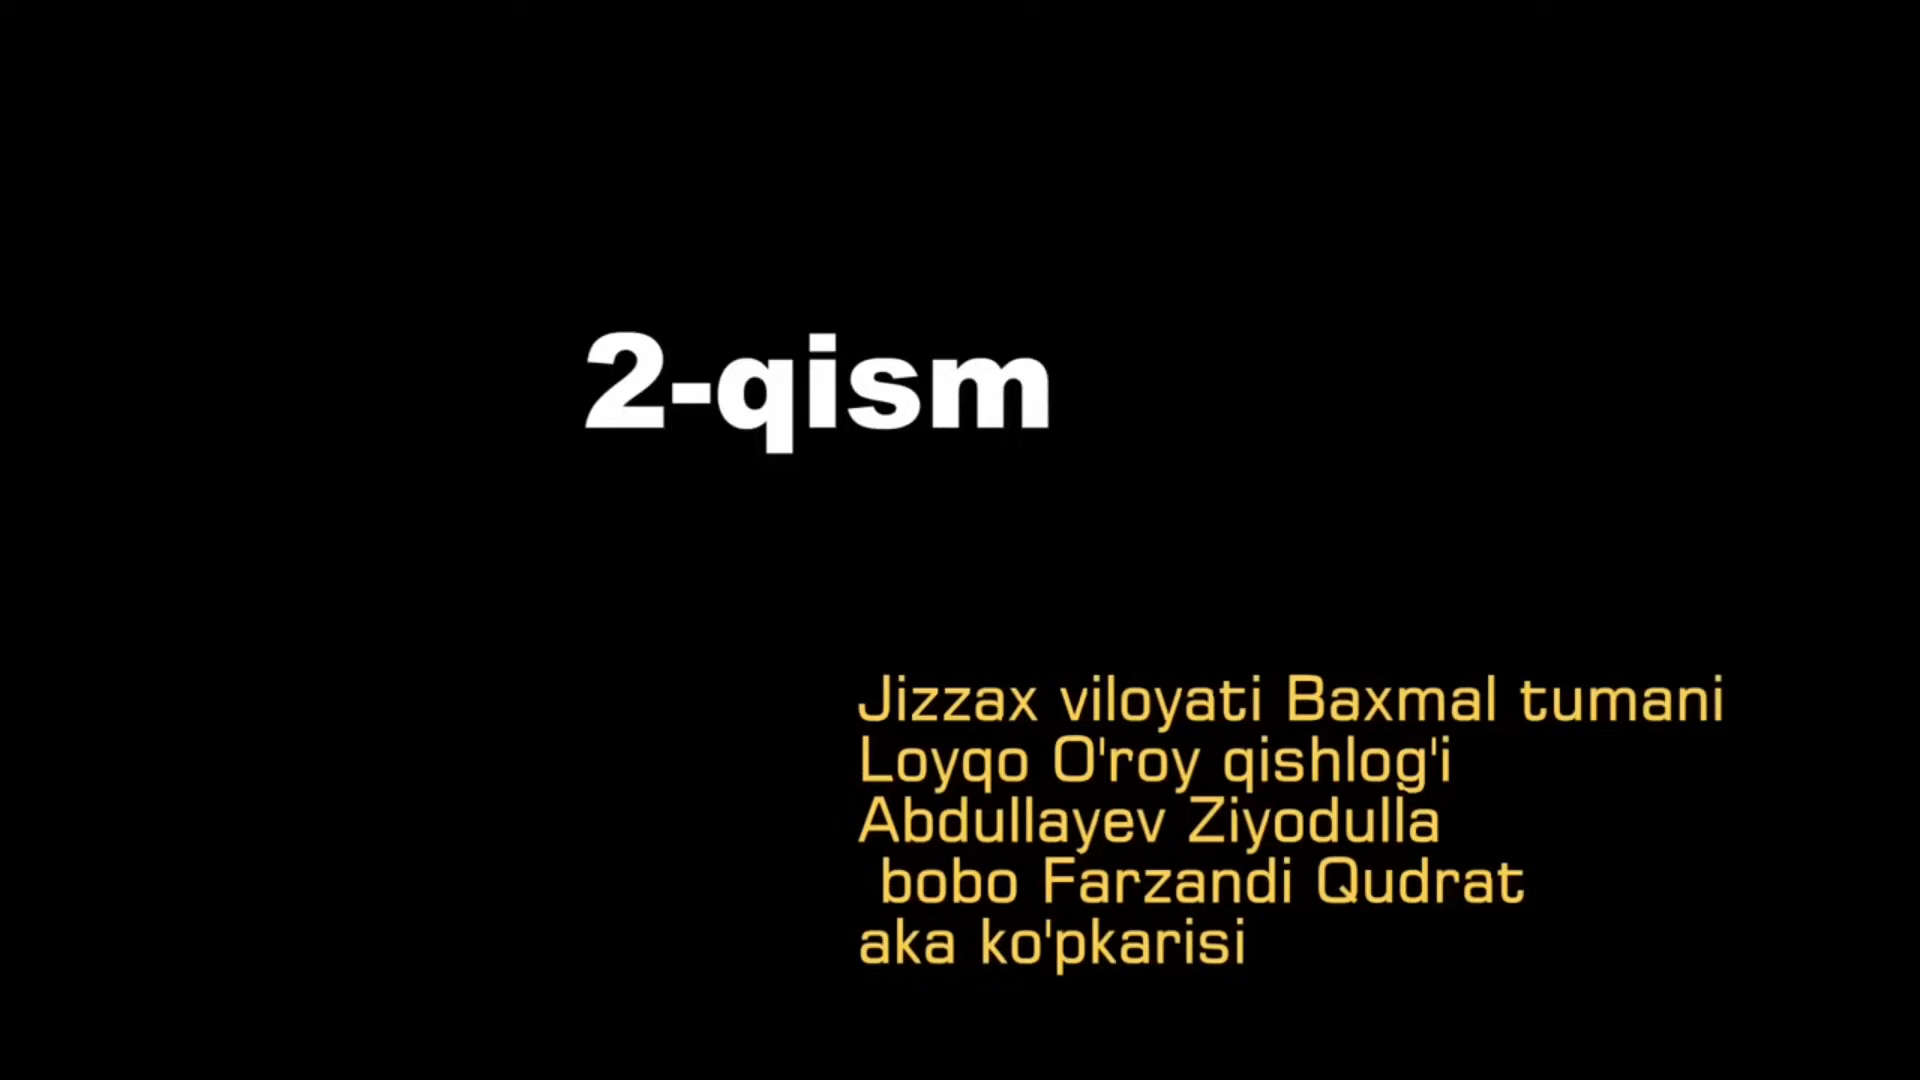 2-qism
Jizzax viloyati Baxmal tumani
Loyqo O'roy qishlog'i
Abdullayev Ziyodulla
bobo Farzandi Qudrat
aka ko'pkarisi